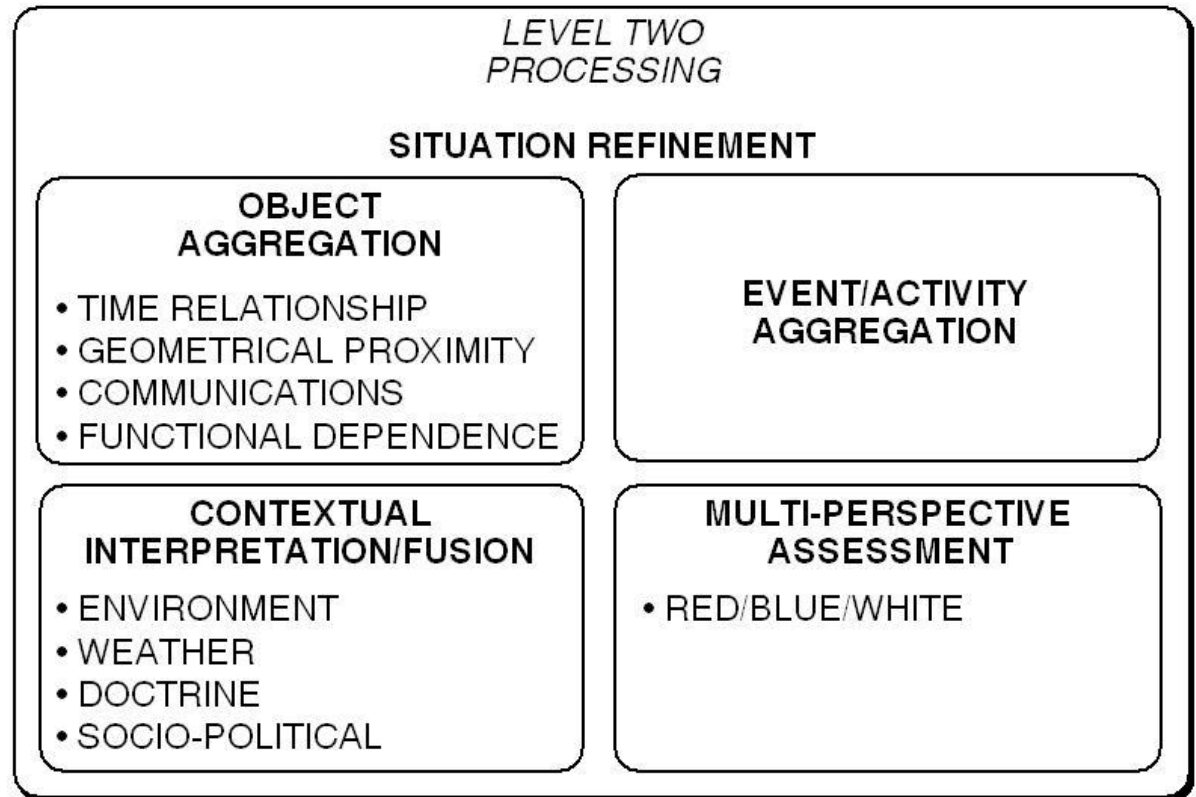 LEVEL TWO
PROCESSING
SITUATION REFINEMENT
OBJECT
AGGREGATION
• TIME RELATIONSHIP
• GEOMETRICAL PROXIMITY
• COMMUNICATIONS
• FUNCTIONAL DEPENDENCE
EVENT/ACTIVITY
AGGREGATION
CONTEXTUAL
INTERPRETATION/FUSION
• ENVIRONMENT
• WEATHER
• DOCTRINE
• SOCIO-POLITICAL
MULTI-PERSPECTIVE
ASSESSMENT
• RED/BLUE/WHITE